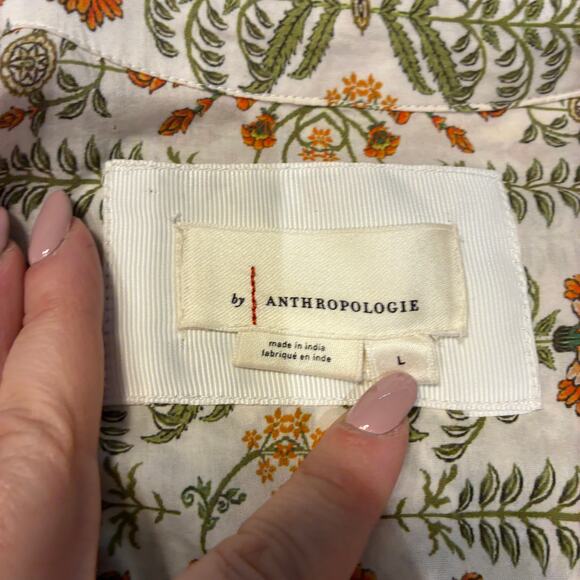 by ANTHROPOLOGIE
made in india
fabriqué en inde
L